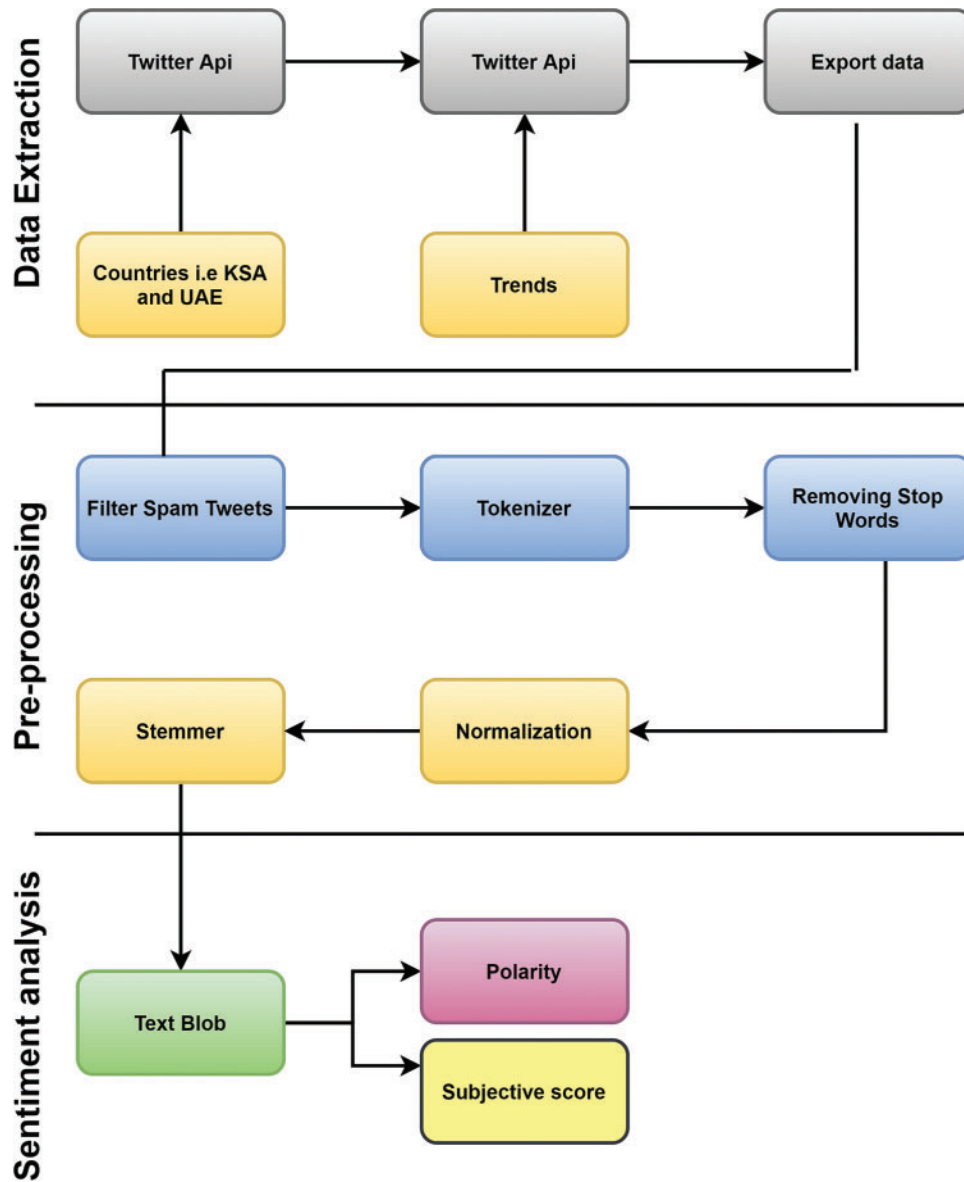 Data Extraction
Twitter Api
Twitter Api
Export data
Countries i.e KSA
and UAE
Trends
Pre-processing
Filter Spam Tweets
Tokenizer
Removing Stop
Words
Stemmer
Normalization
Sentiment analysis
Text Blob
Polarity
Subjective score